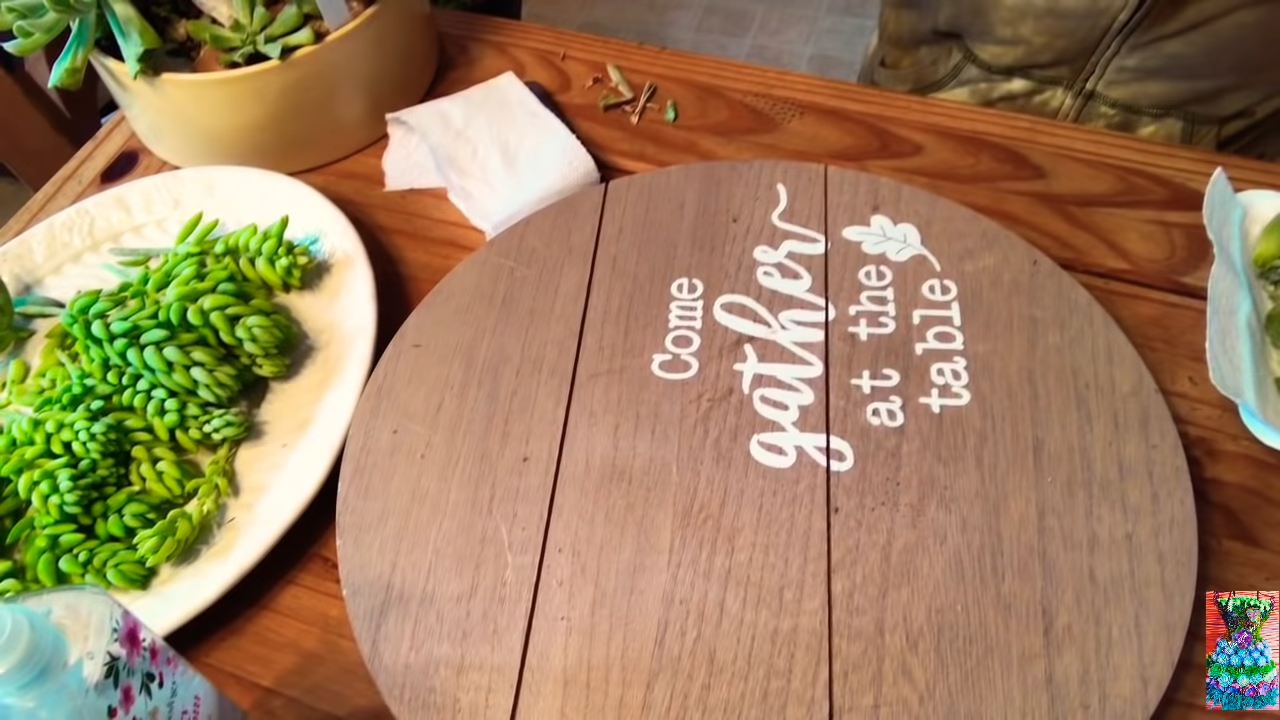 Come
gather
at the
table